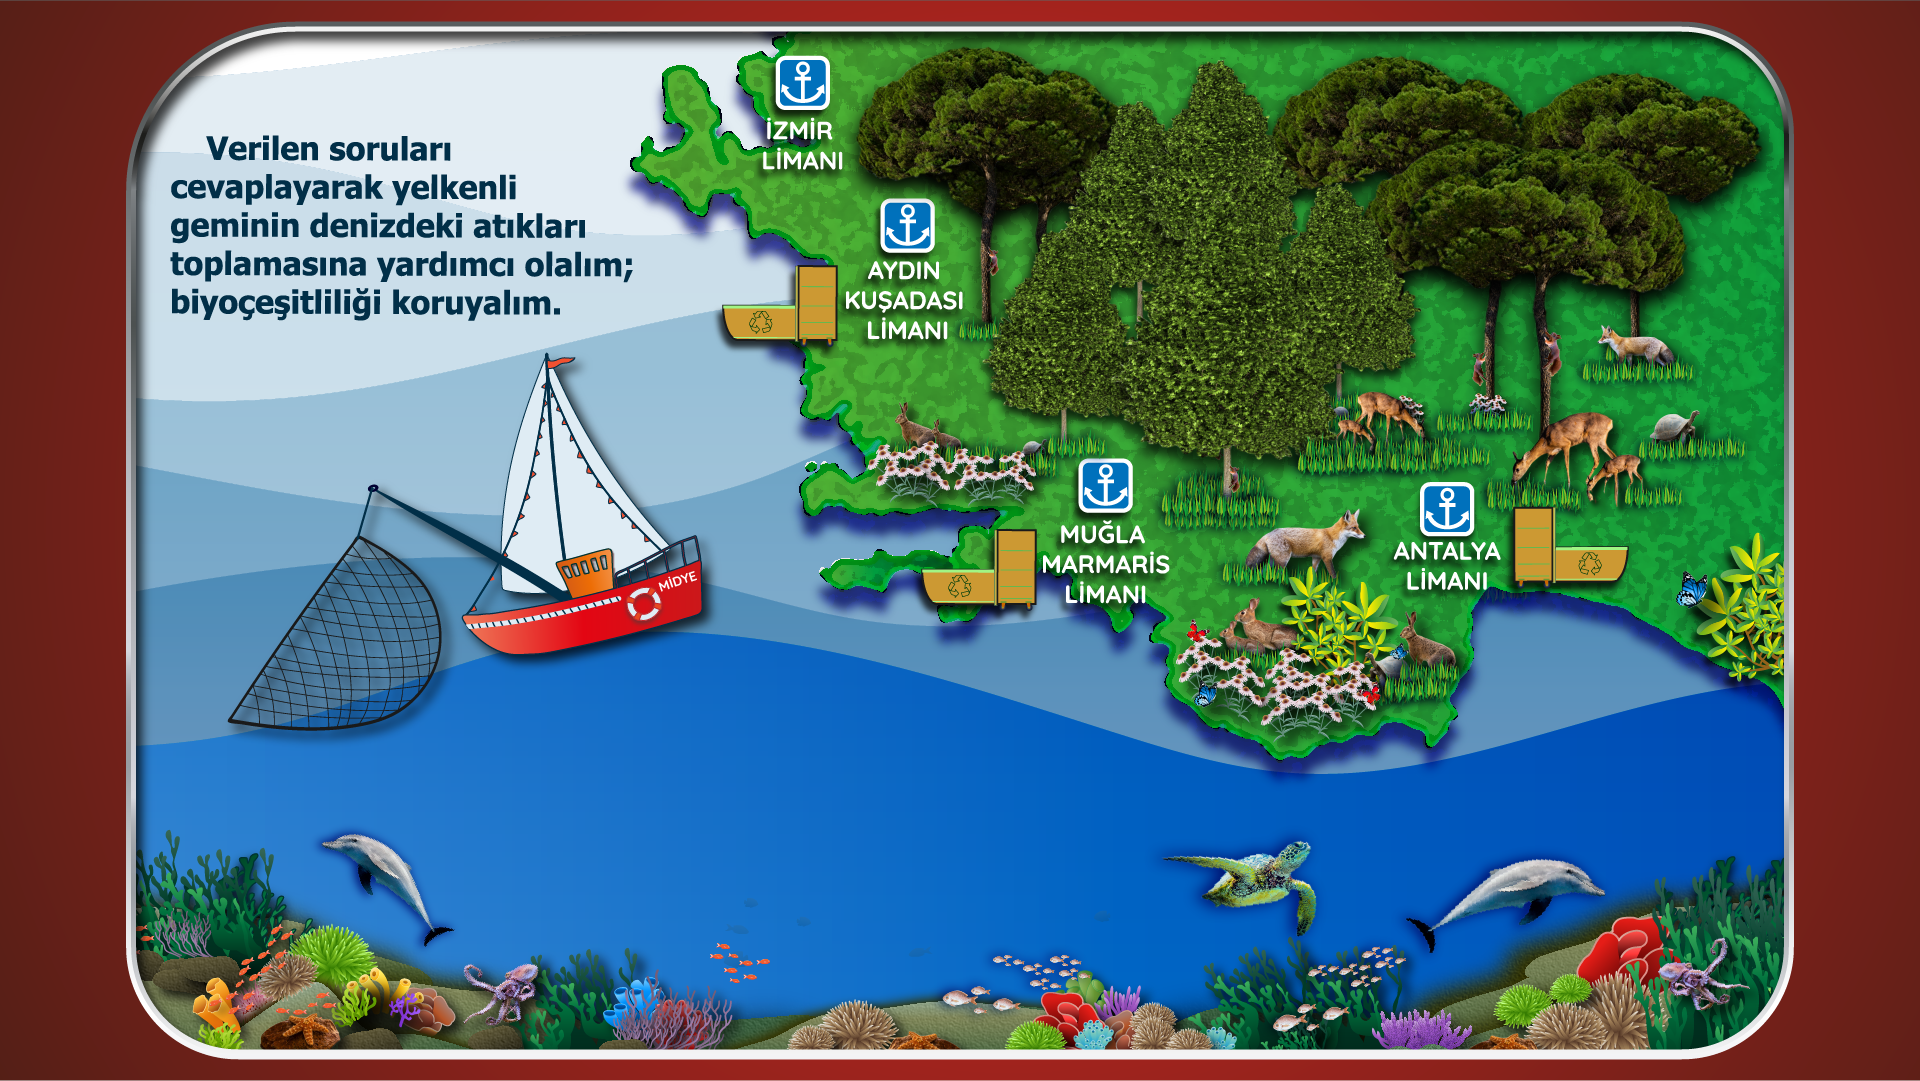 Verilen soruları
cevaplayarak yelkenli
geminin denizdeki atıkları
toplamasına yardımcı olalım;
biyoçeşitliliği koruyalım.
İZMİR
LİMANI
AYDIN
KUŞADASI
LİMANI
MUĞLA
MARMARİS
LİMANI
ANTALYA
LİMANI
MİDYE